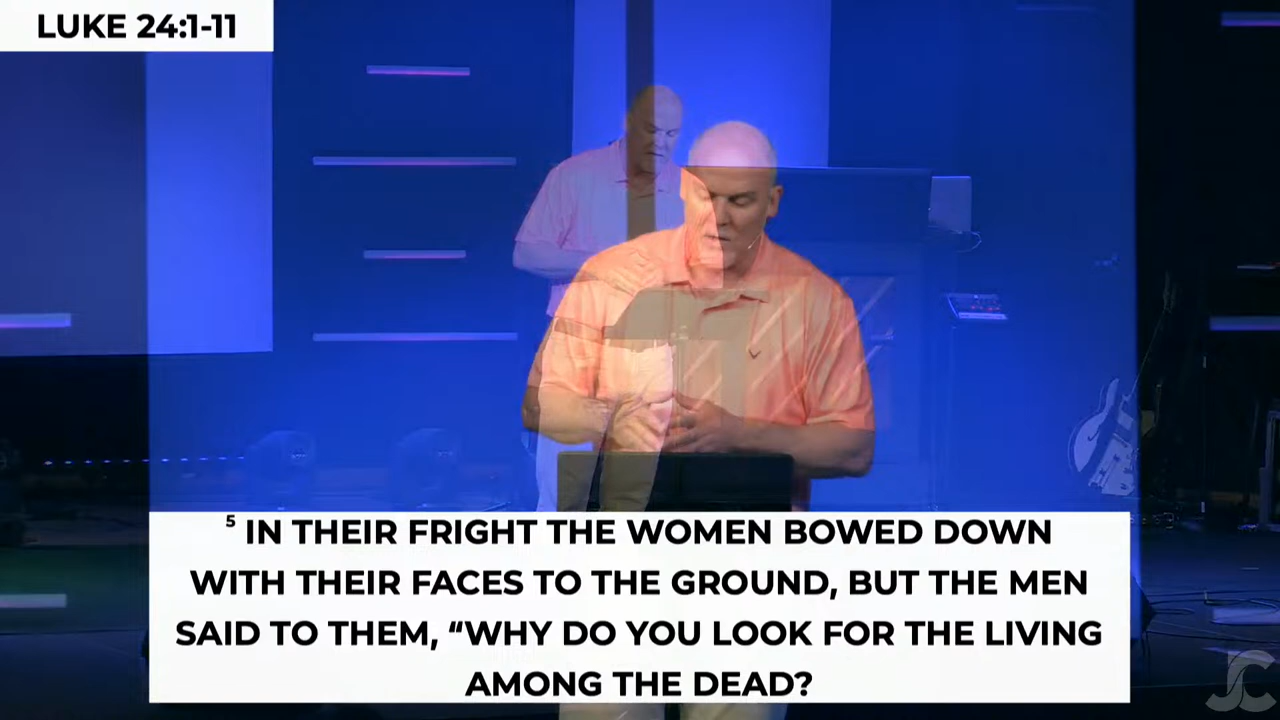 LUKE 24:1-11
5 IN THEIR FRIGHT THE WOMEN BOWED DOWN
WITH THEIR FACES TO THE GROUND, BUT THE MEN
SAID TO THEM, “WHY DO YOU LOOK FOR THE LIVING
AMONG THE DEAD?
JC